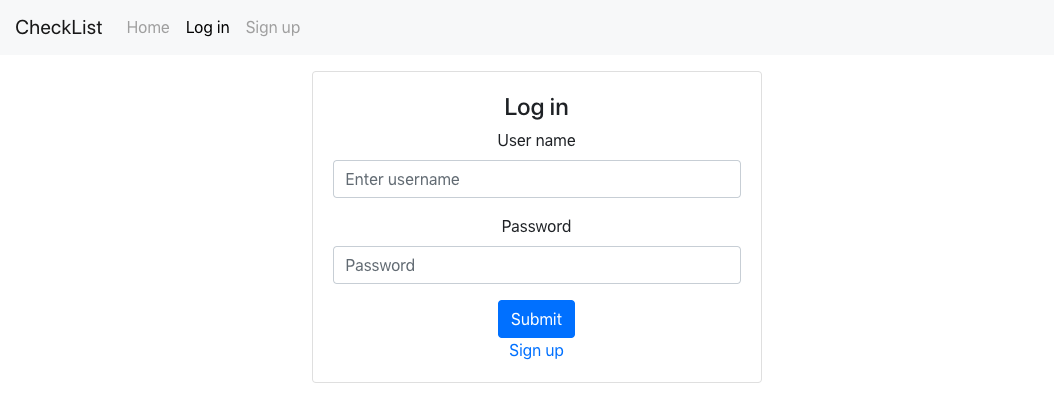 CheckList Home Log in Sign up
Log in
User name
Enter username
Password
Password
Submit
Sign up